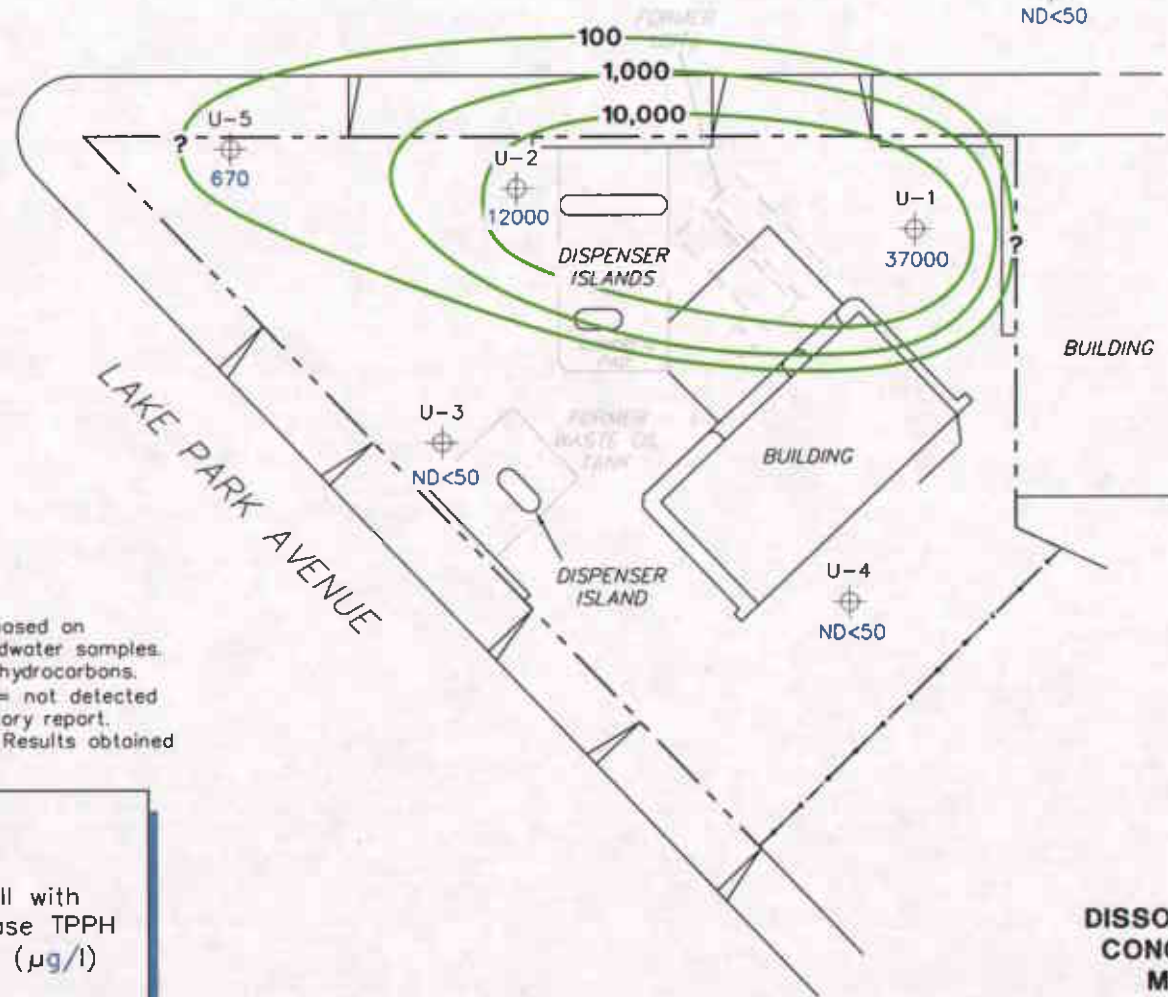 FORMER
ND<50
100
1,000
10,000
U-5
?
670
U-2
12000
U-1
37000
?
DISPENSER
ISLANDS
BUILDING
LAKE PARK AVENUE
U-3
ND<50
FORMER
WASTE OIL
TANK
BUILDING
DISPENSER
ISLAND
U-4
ND<50
based on
dwater samples.
hydrocarbons.
= not detected
ory report.
Results obtained
ll with
ase TPPH
(µg/l)
DISSO
CONC
M